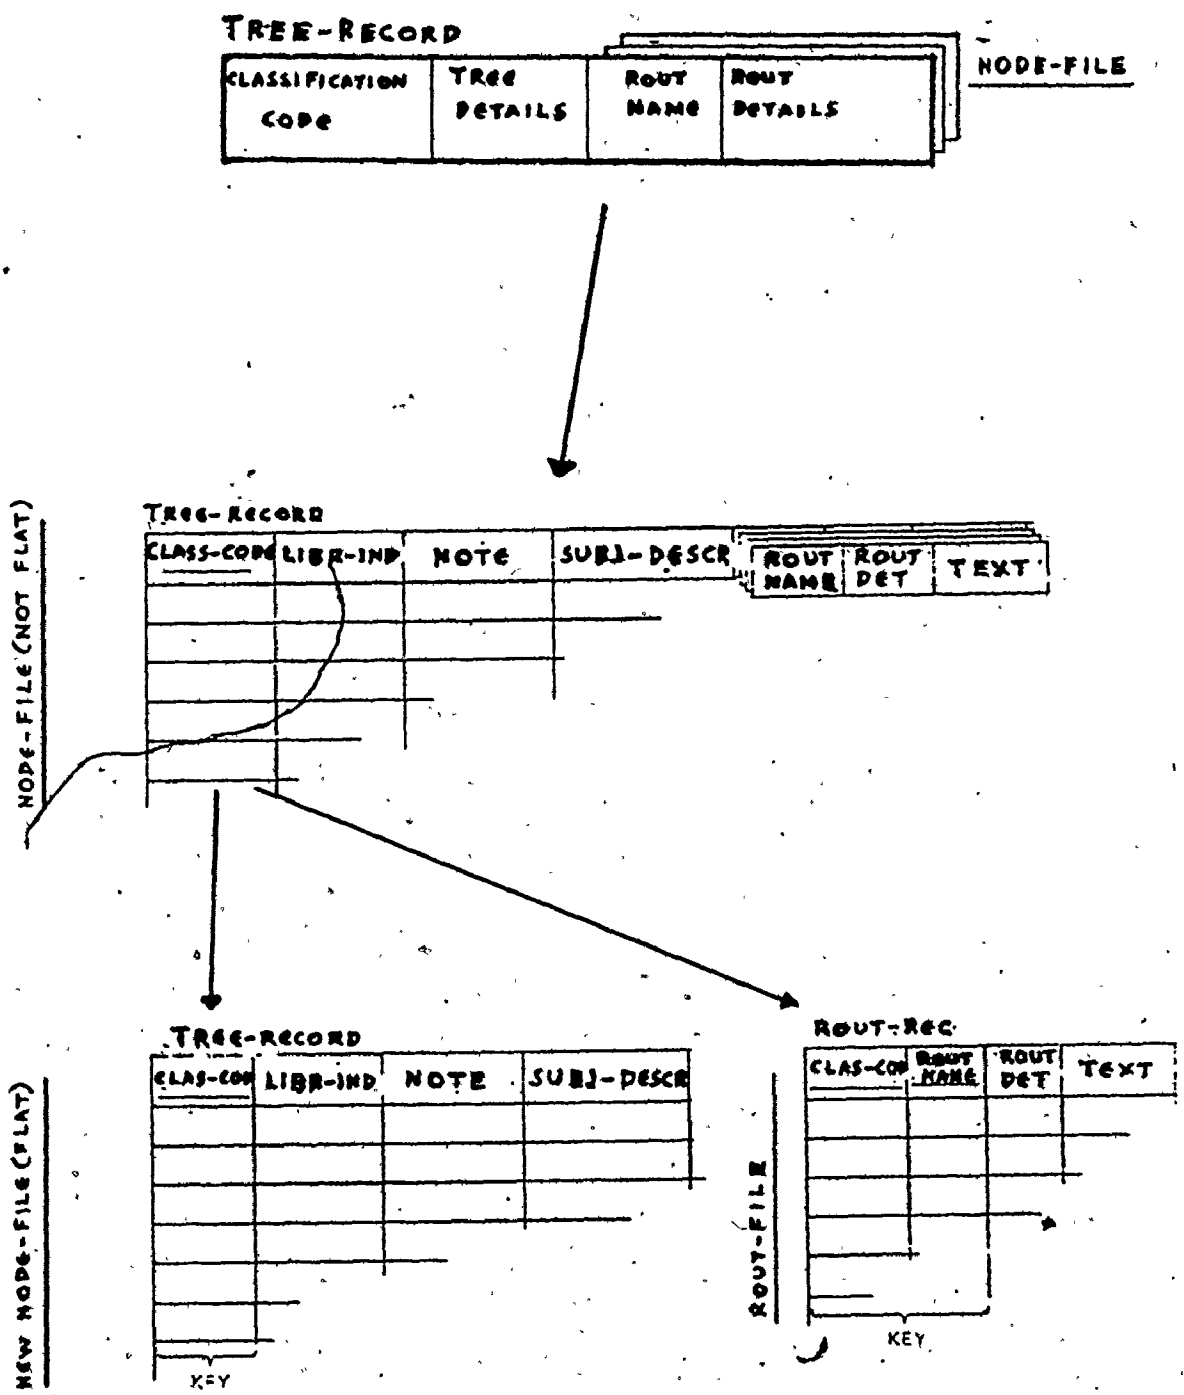 TREE-RECORD
NODE-FILE
CLASSIFICATION
CODE
TREE
DETAILS
ROUT
NAME
ROUT
DETAILS
NODE-FILE (NOT FLAT)
TREE-RECORD
CLASS-CODE
LIBR-IND
NOTE
SUBJ-DESCR
ROUT
NAME
ROUT
DET
TEXT
NEW NODE-FILE (FLAT)
TREE-RECORD
CLAS-COD
LIBR-IND
NOTE
SUBJ-DESCR
KEY
ROUT-FILE
ROUT-REC.
CLAS-COD
ROUT
NAME
ROUT
DET
TEXT
KEY